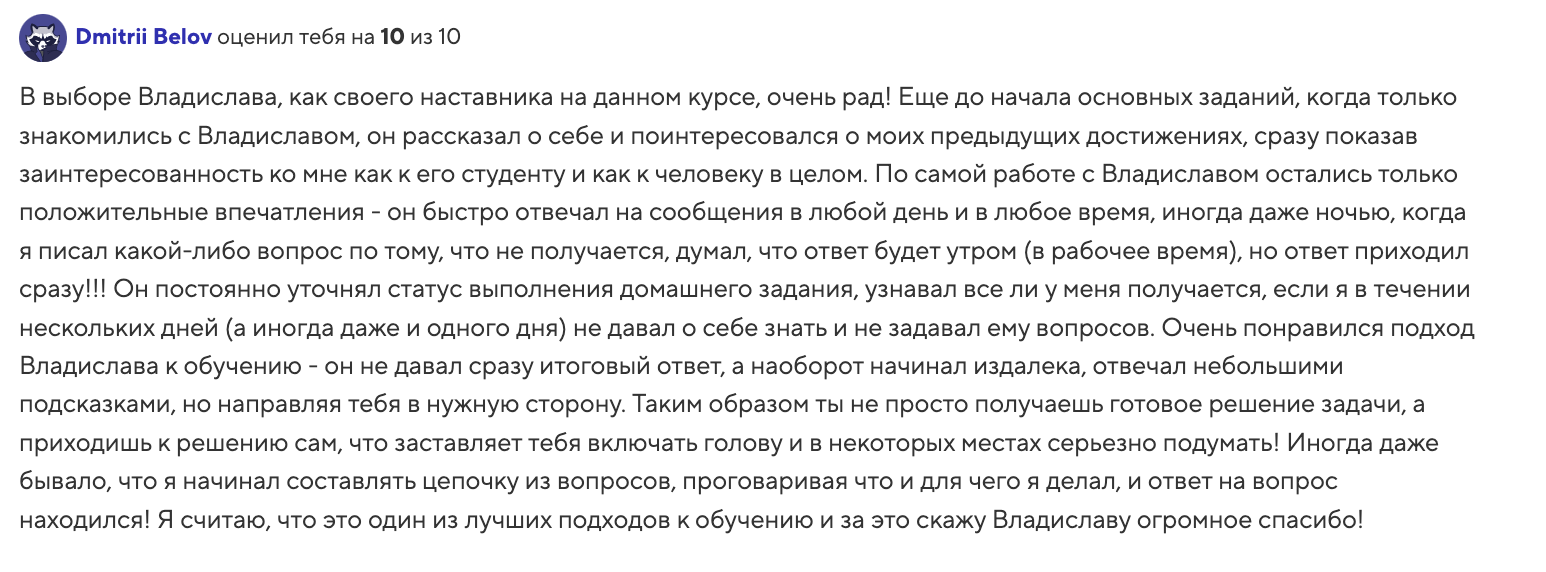 Dmitrii Belov оценил тебя на 10 из 10
В выборе Владислава, как своего наставника на данном курсе, очень рад! Еще до начала основных заданий, когда только
знакомились с Владиславом, он рассказал о себе и поинтересовался о моих предыдущих достижениях, сразу показав
заинтересованность ко мне как к его студенту и как к человеку в целом. По самой работе с Владиславом остались только
положительные впечатления - он быстро отвечал на сообщения в любой день и в любое время, иногда даже ночью, когда
я писал какой-либо вопрос по тому, что не получается, думал, что ответ будет утром (в рабочее время), но ответ приходил
сразу!!! Он постоянно уточнял статус выполнения домашнего задания, узнавал все ли у меня получается, если я в течении
нескольких дней (а иногда даже и одного дня) не давал о себе знать и не задавал ему вопросов. Очень понравился подход
Владислава к обучению - он не давал сразу итоговый ответ, а наоборот начинал издалека, отвечал небольшими
подсказками, но направляя тебя в нужную сторону. Таким образом ты не просто получаешь готовое решение задачи, а
приходишь к решению сам, что заставляет тебя включать голову и в некоторых местах серьезно подумать! Иногда даже
бывало, что я начинал составлять цепочку из вопросов, проговаривая что и для чего я делал, и ответ на вопрос
находился! Я считаю, что это один из лучших подходов к обучению и за это скажу Владиславу огромное спасибо!